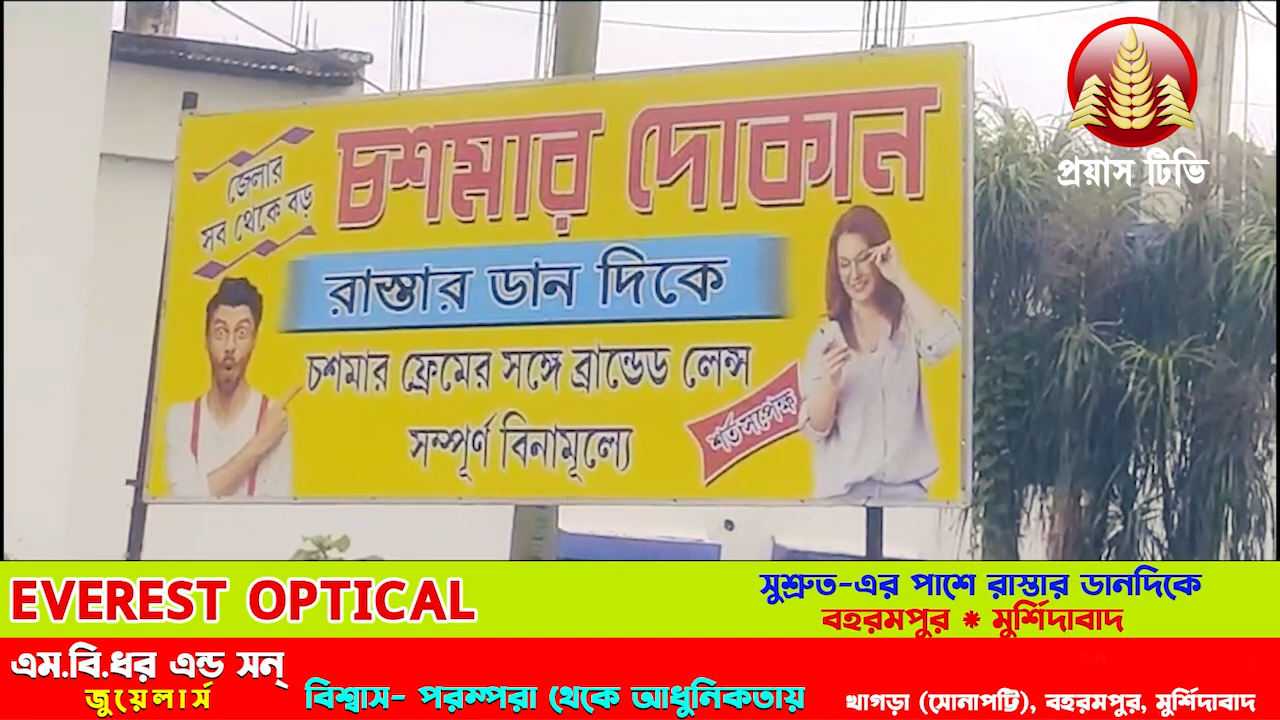 প্রয়াস টিভি
জেলার
সব থেকে বড়
চশমার দোকান
রাস্তার ডান দিকে
চশমার ফ্রেমের সঙ্গে ব্রান্ডেড লেন্স
সম্পূর্ণ বিনামূল্যে
শর্ত সাপেক্ষ
EVEREST OPTICAL
সুশ্রুত-এর পাশে রাস্তার ডানদিকে
বহরমপুর * মুর্শিদাবাদ
এম.বি.ধর এন্ড সন্
জুয়েলার্স
বিশ্বাস- পরম্পরা থেকে আধুনিকতায়
খাগড়া (সোনাপট্টি), বহরমপুর, মুর্শিদাবাদ